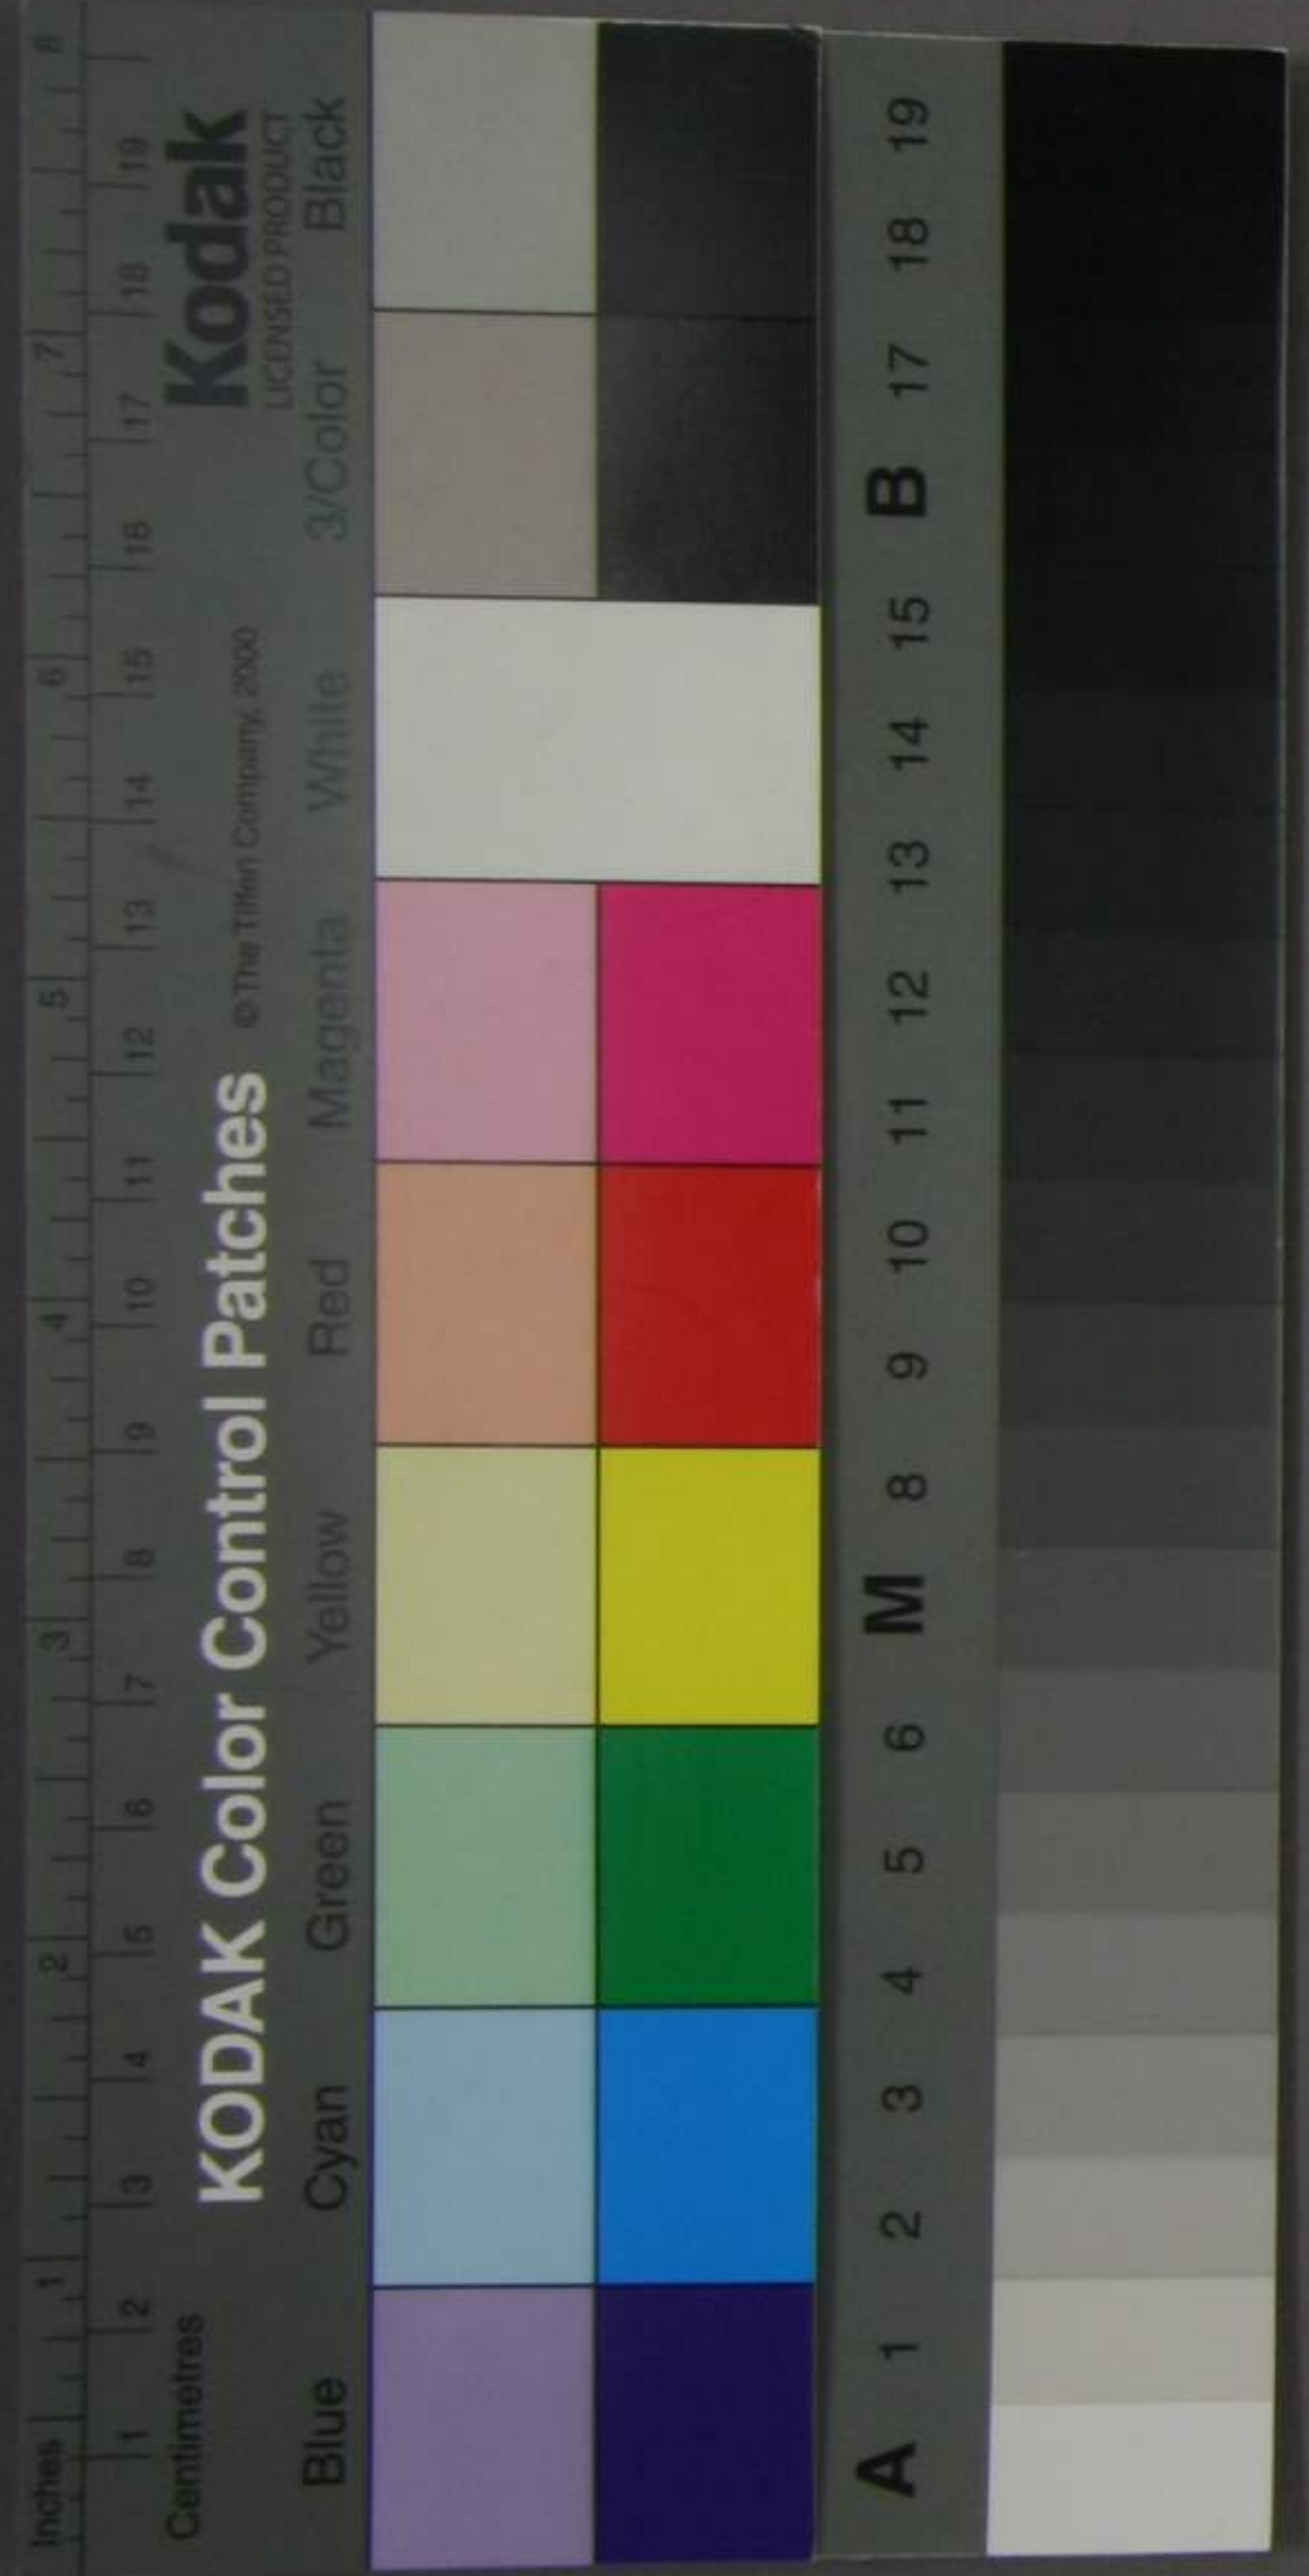 Inches 1 2 3 4 5 6 7 8
Centimetres 1 2 3 4 5 6 7 8 9 10 11 12 13 14 15 16 17 18 19
KODAK Color Control Patches © The Tiffen Company, 2000 Kodak
LICENSED PRODUCT
Blue Cyan Green Yellow Red Magenta White 3/Color Black
A 1 2 3 4 5 6 M 8 9 10 11 12 13 14 15 B 17 18 19